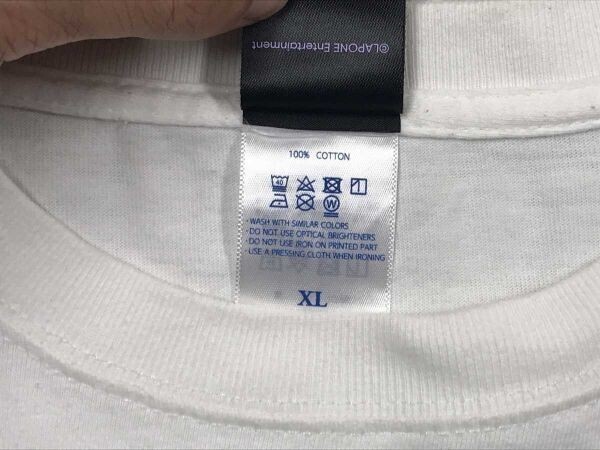 ©LAPONE Entertainment
100% COTTON
40
W
· WASH WITH SIMILAR COLORS
· DO NOT USE OPTICAL BRIGHTENERS
· DO NOT USE IRON ON PRINTED PART
· USE A PRESSING CLOTH WHEN IRONING
XL